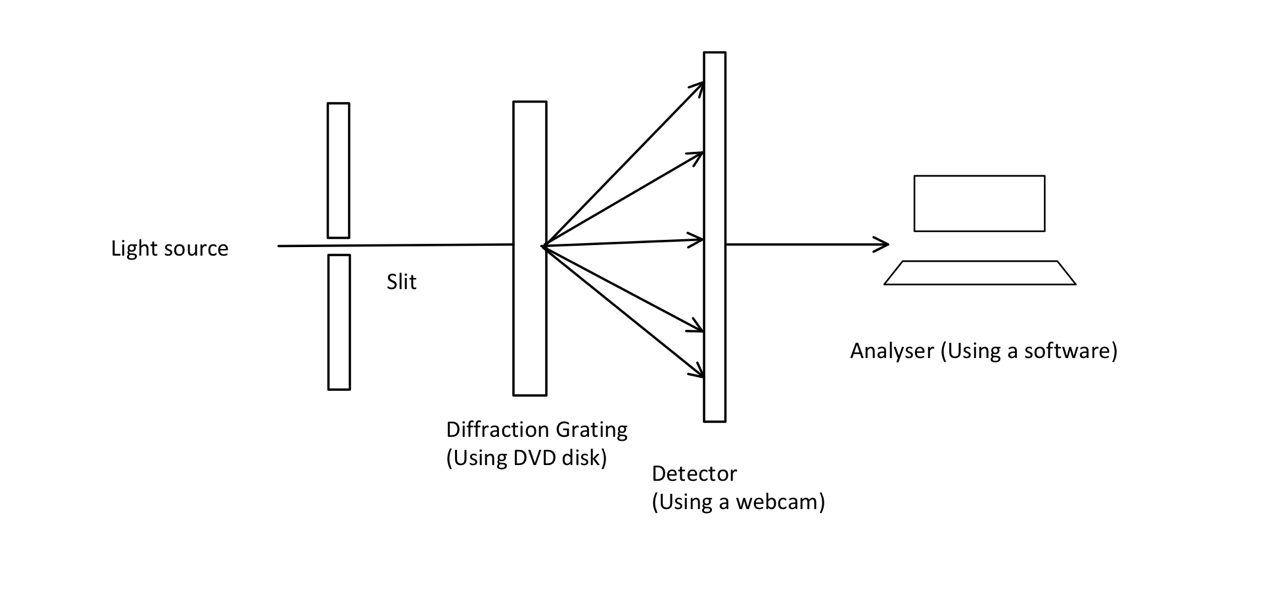 Light source
Slit
Diffraction Grating
(Using DVD disk)
Detector
(Using a webcam)
Analyser (Using a software)